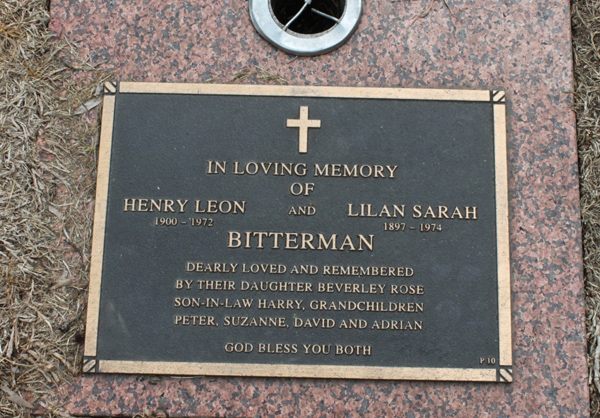 IN LOVING MEMORY
OF
HENRY LEON AND LILAN SARAH
1900 - 1972 1897 - 1974
BITTERMAN
DEARLY LOVED AND REMEMBERED
BY THEIR DAUGHTER BEVERLEY ROSE
SON-IN-LAW HARRY, GRANDCHILDREN
PETER, SUZANNE, DAVID AND ADRIAN
GOD BLESS YOU BOTH
P 10